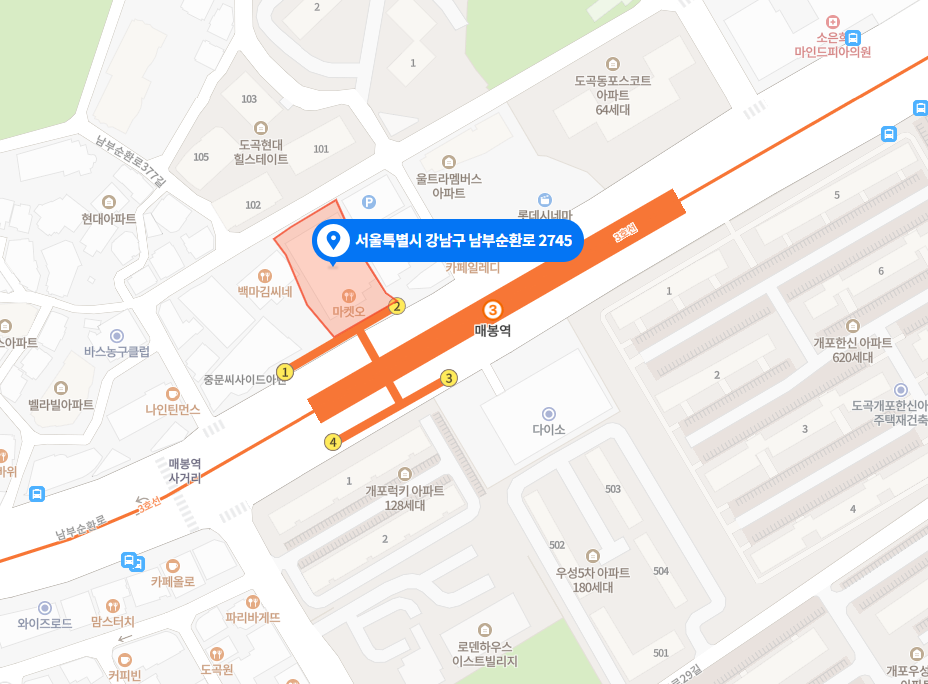 2
1
소은희
마인드피아의원
도곡동포스코트
아파트
64세대
103
도곡현대
힐스테이트
105
101
102
남부순환로377길
현대아파트
울트라멤버스
아파트
P
롯데시네마
5
서울특별시 강남구 남부순환로 2745
3호선
카페일레디
6
백마김씨네
마켓오
2
1
3
매봉역
개포한신 아파트
620세대
스아파트
바스농구클럽
중문씨사이드아
1
3
2
벨라빌아파트
나인틴먼스
도곡개포한신아
주택재건축
다이소
3
4
바위
매봉역
사거리
1
개포럭키 아파트
128세대
503
3호선
4
남부순환로
2
502
우성5차 아파트
180세대
504
카페올로
와이즈로드
맘스터치
파리바게뜨
로덴하우스
이스트빌리지
501
커피빈
도곡원
로29길
개포우성